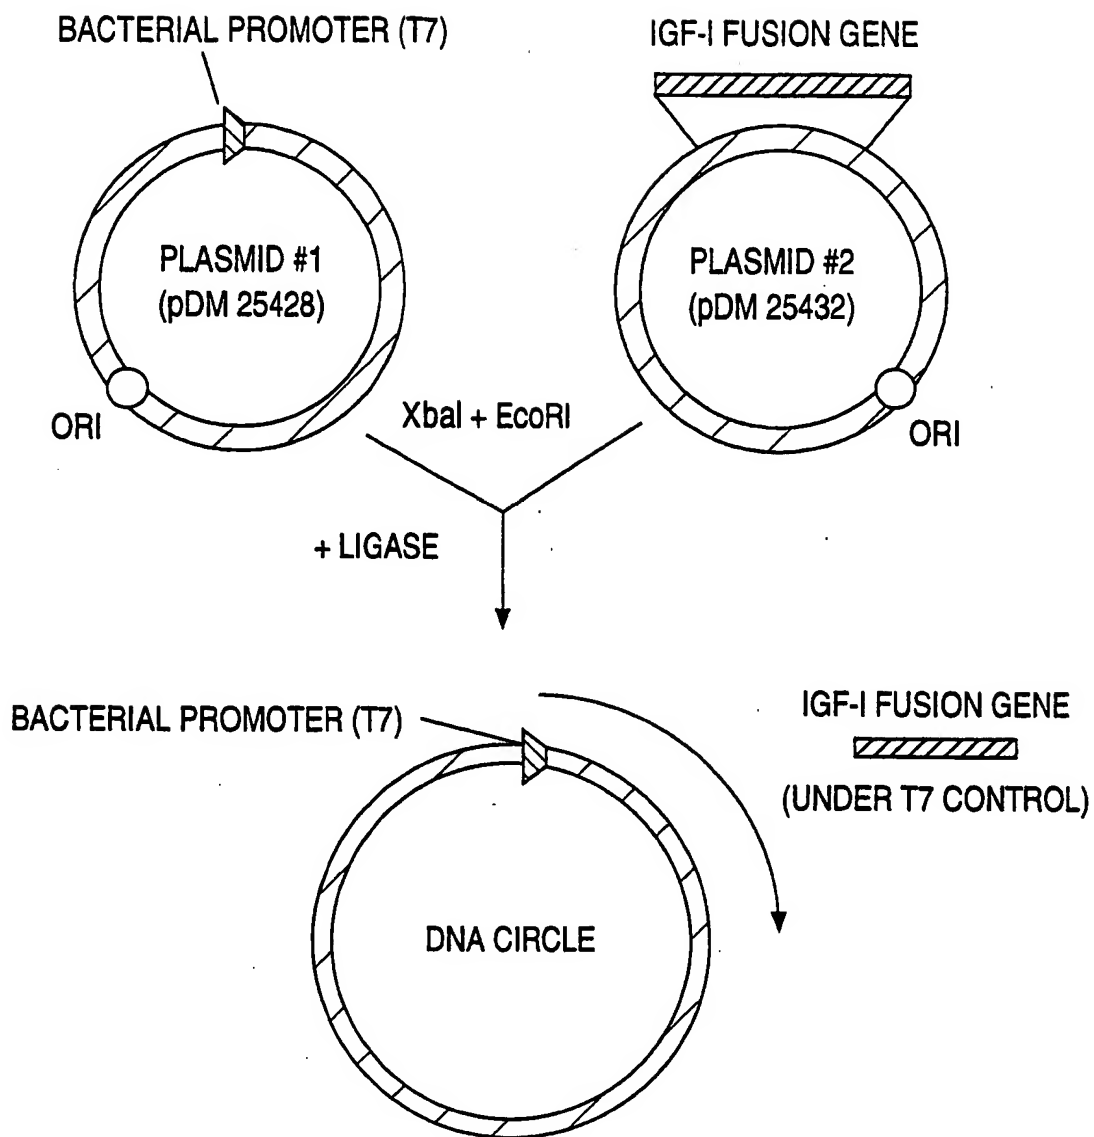 BACTERIAL PROMOTER (T7)
IGF-I FUSION GENE
PLASMID #1
(pDM 25428)
PLASMID #2
(pDM 25432)
ORI
XbaI + EcoRI
ORI
+ LIGASE
BACTERIAL PROMOTER (T7)
IGF-I FUSION GENE
(UNDER T7 CONTROL)
DNA CIRCLE